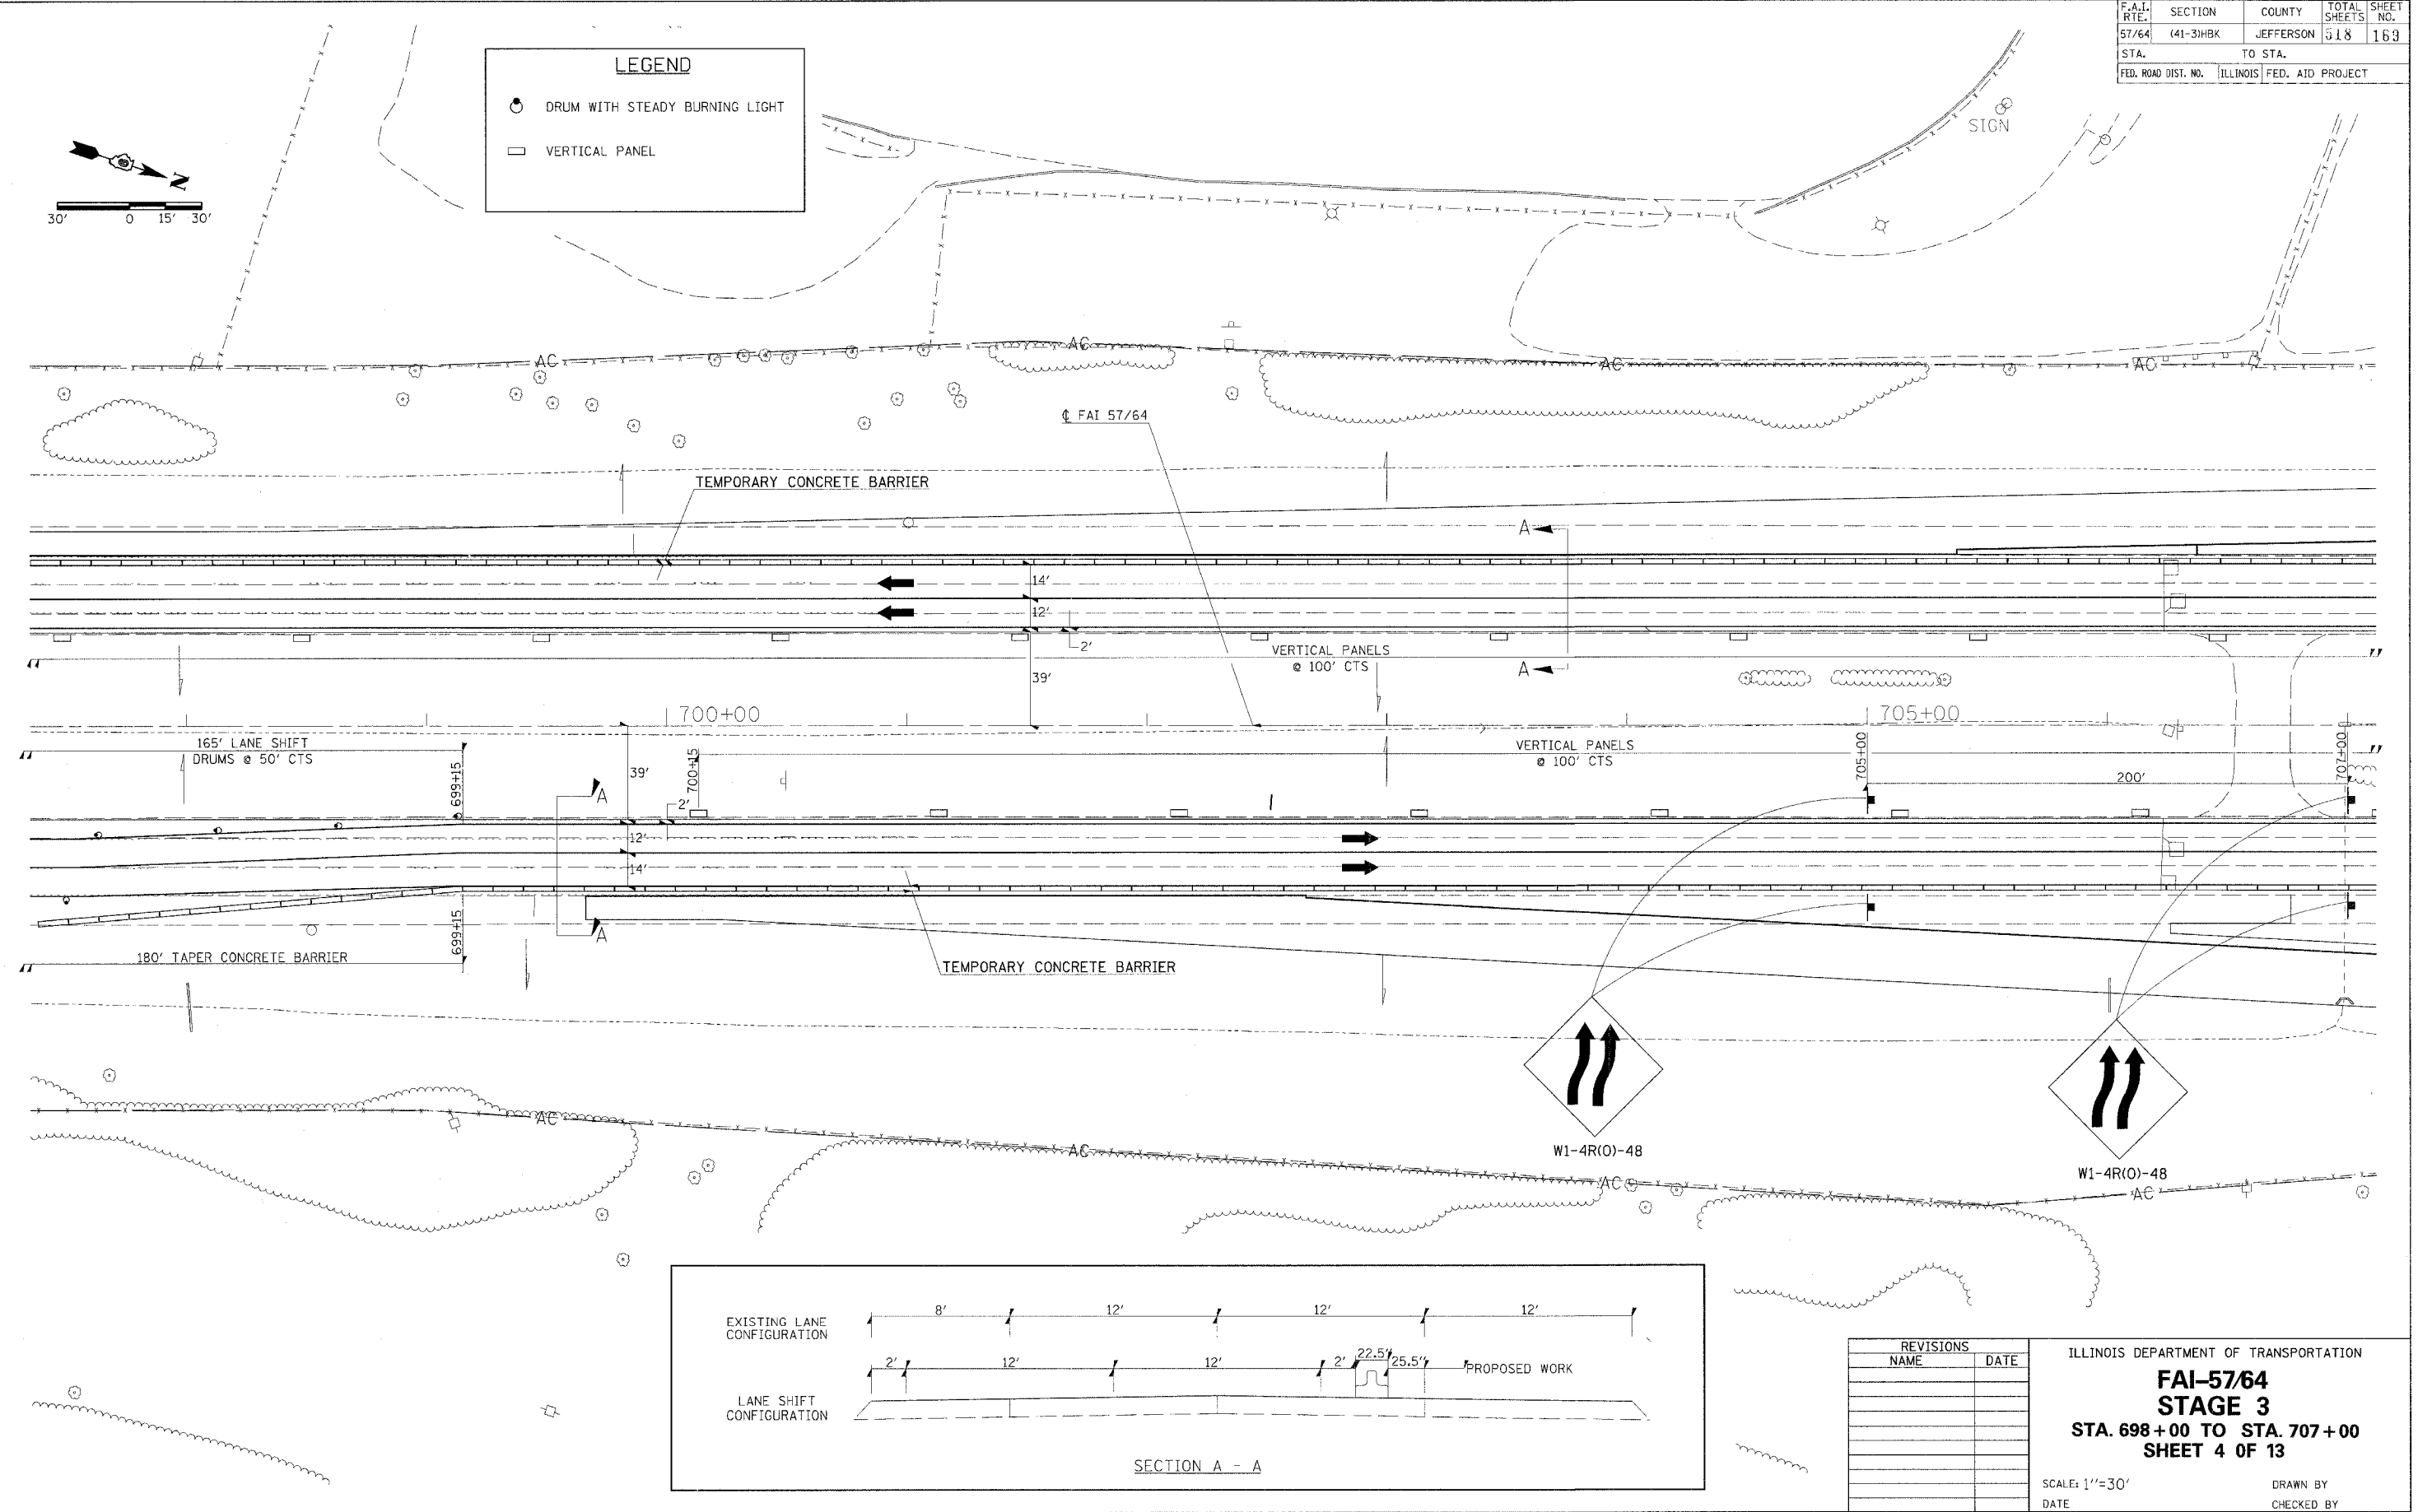 F.A.I. RTE. SECTION COUNTY TOTAL SHEETS SHEET NO.
57/64 (41-3)HBK JEFFERSON 518 169
STA. TO STA.
FED. ROAD DIST. NO. ILLINOIS FED. AID PROJECT
LEGEND
DRUM WITH STEADY BURNING LIGHT
VERTICAL PANEL
N
30' 0 15' 30'
SIGN
AC AC AC AC
℄ FAI 57/64
TEMPORARY CONCRETE BARRIER
A
14'
12'
2'
VERTICAL PANELS
@ 100' CTS
A
39'
700+00 705+00
165' LANE SHIFT
DRUMS @ 50' CTS
699+15
39'
700+15
VERTICAL PANELS
@ 100' CTS
705+00
200'
707+00
A
2'
12'
14'
699+15
A
180' TAPER CONCRETE BARRIER
TEMPORARY CONCRETE BARRIER
AC AC AC AC
W1-4R(O)-48
W1-4R(O)-48
EXISTING LANE
CONFIGURATION
8' 12' 12' 12'
2' 12' 12' 2' 22.5" 25.5" PROPOSED WORK
LANE SHIFT
CONFIGURATION
SECTION A - A
REVISIONS
NAME DATE
ILLINOIS DEPARTMENT OF TRANSPORTATION
FAI-57/64
STAGE 3
STA. 698+00 TO STA. 707+00
SHEET 4 OF 13
SCALE: 1"=30' DRAWN BY
DATE CHECKED BY